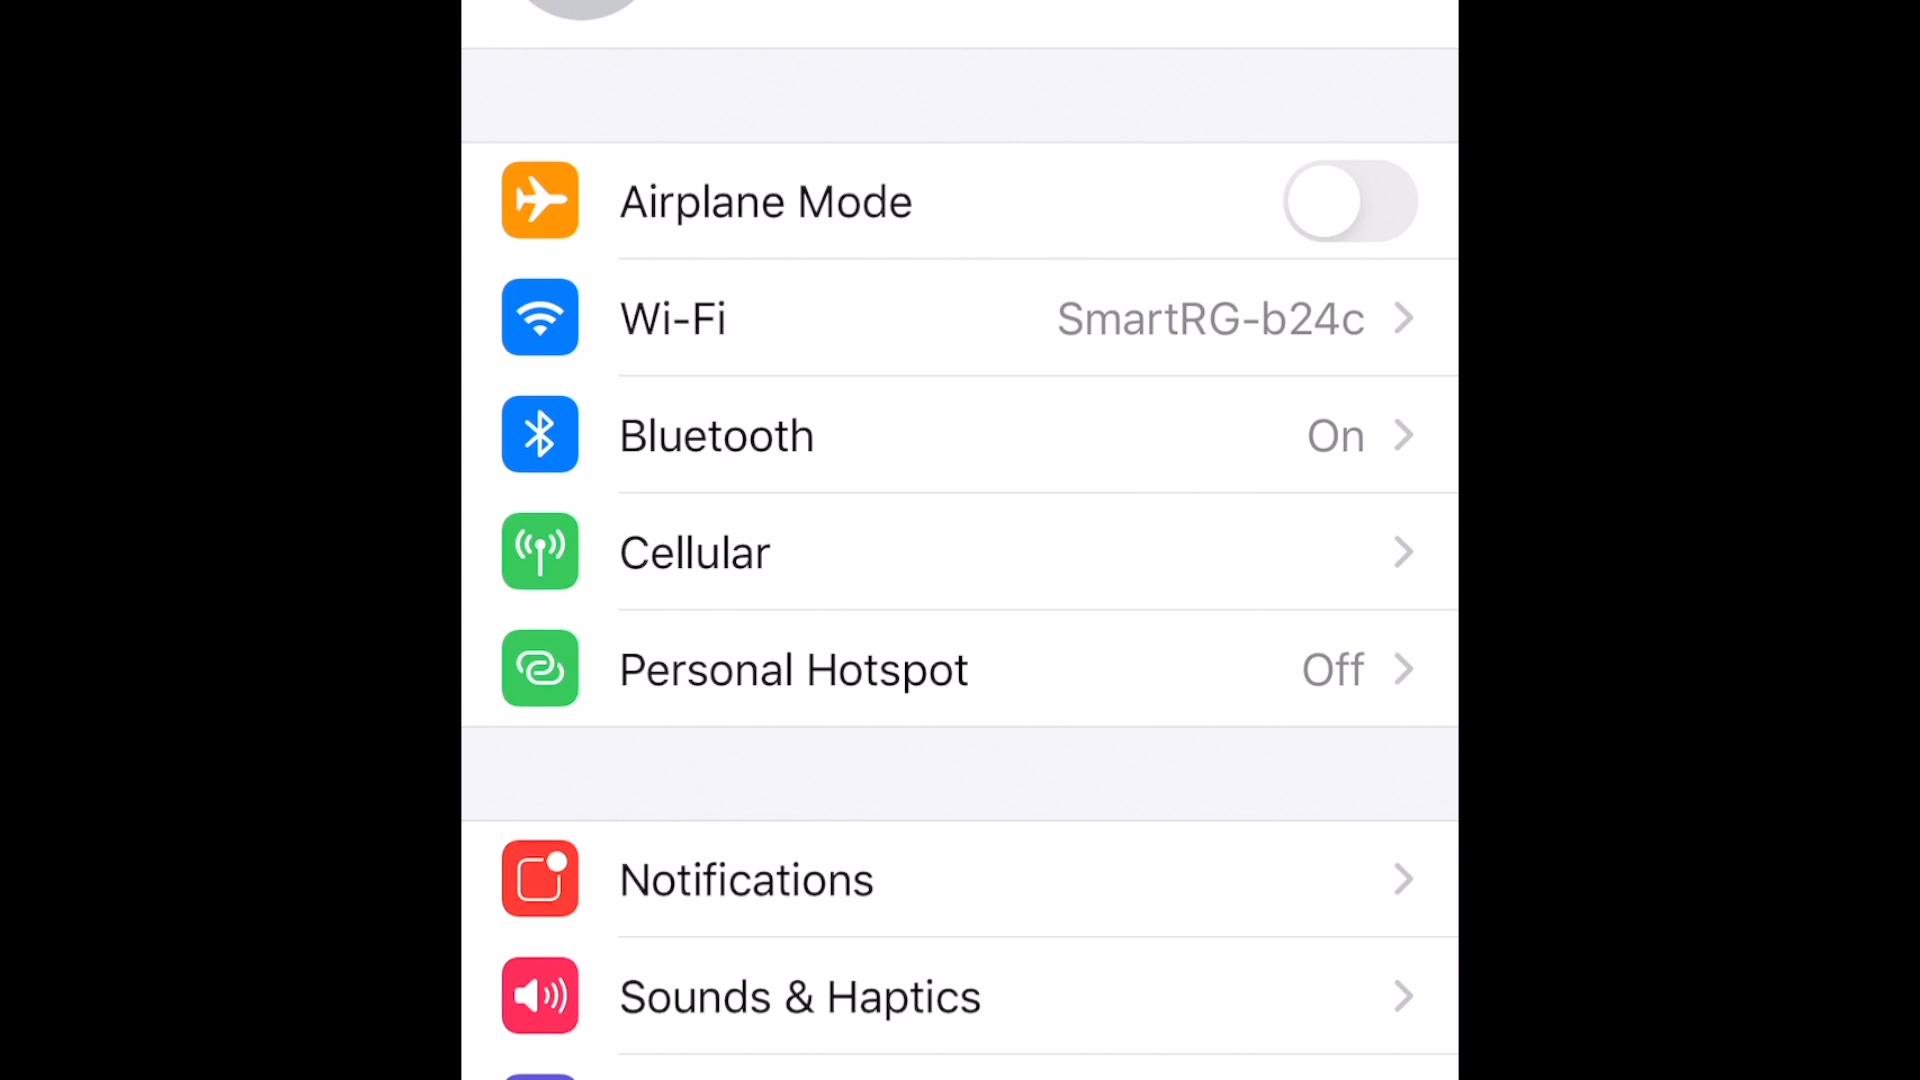 Airplane Mode
Wi-Fi SmartRG-b24c
Bluetooth On
Cellular
Personal Hotspot Off
Notifications
Sounds & Haptics